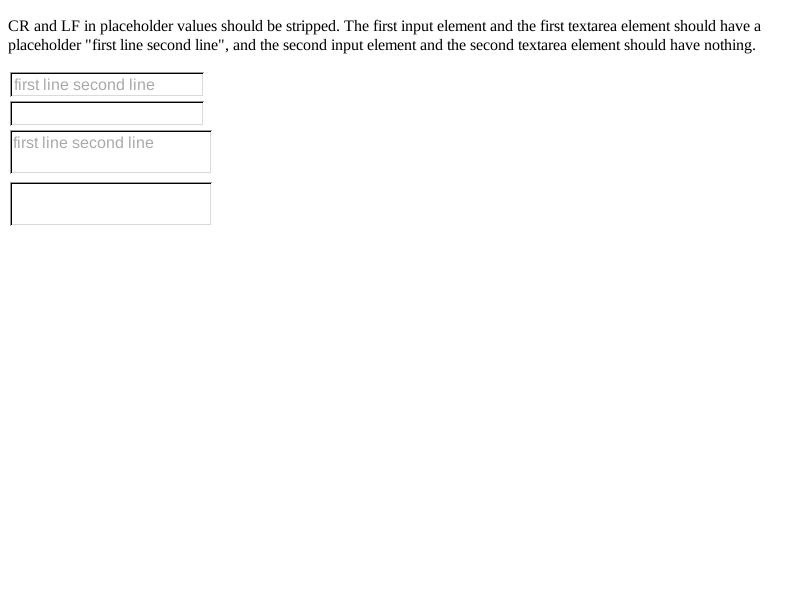 CR and LF in placeholder values should be stripped. The first input element and the first textarea element should have a
placeholder "first line second line", and the second input element and the second textarea element should have nothing.
first line second line
first line second line